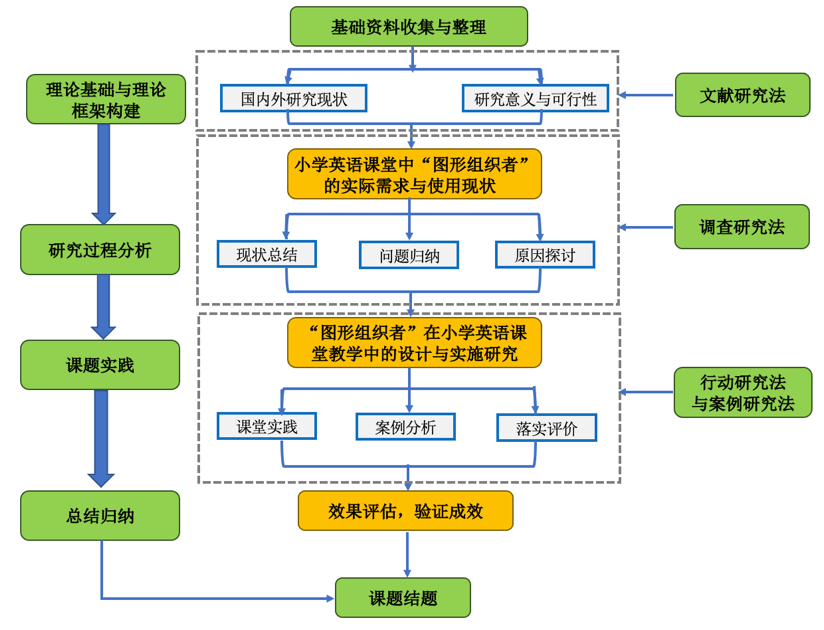 基础资料收集与整理
理论基础与理论
框架构建
国内外研究现状
研究意义与可行性
文献研究法
小学英语课堂中“图形组织者”
的实际需求与使用现状
研究过程分析
调查研究法
现状总结
问题归纳
原因探讨
“图形组织者”在小学英语课
堂教学中的设计与实施研究
课题实践
行动研究法
与案例研究法
课堂实践
案例分析
落实评价
总结归纳
效果评估，验证成效
课题结题